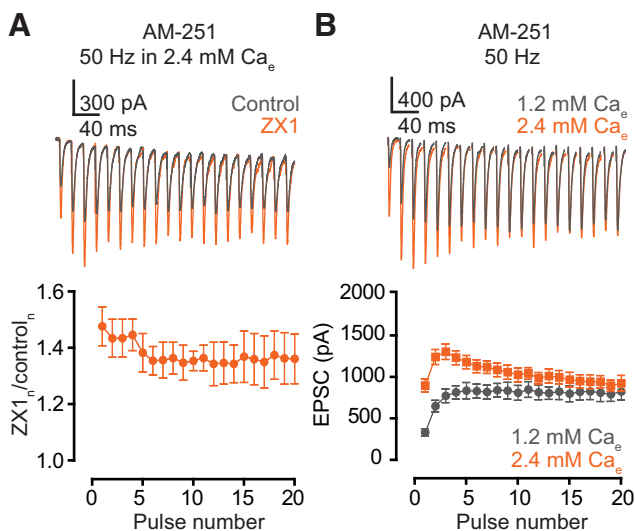 A
AM-251
50 Hz in 2.4 mM Caₑ
300 pA
40 ms
Control
ZX1
1.6
1.4
1.2
1.0
ZX1ₙ/controlₙ
0 5 10 15 20
Pulse number
B
AM-251
50 Hz
400 pA
40 ms
1.2 mM Caₑ
2.4 mM Caₑ
2000
1500
1000
500
0
EPSC (pA)
1.2 mM Caₑ
2.4 mM Caₑ
0 5 10 15 20
Pulse number